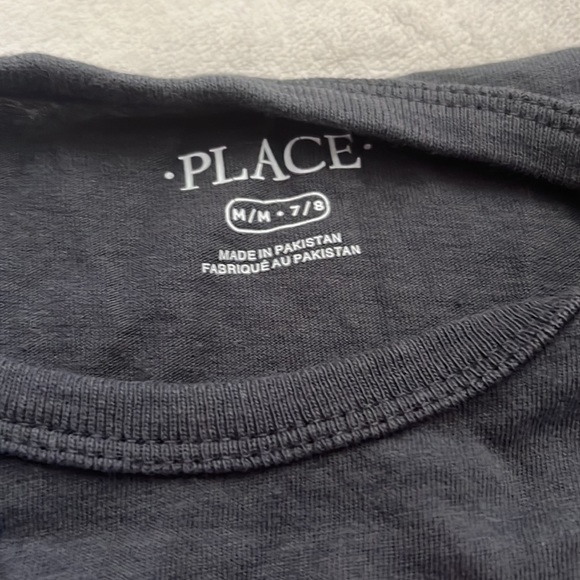 ·PLACE·
M/M • 7/8
MADE IN PAKISTAN
FABRIQUÉ AU PAKISTAN